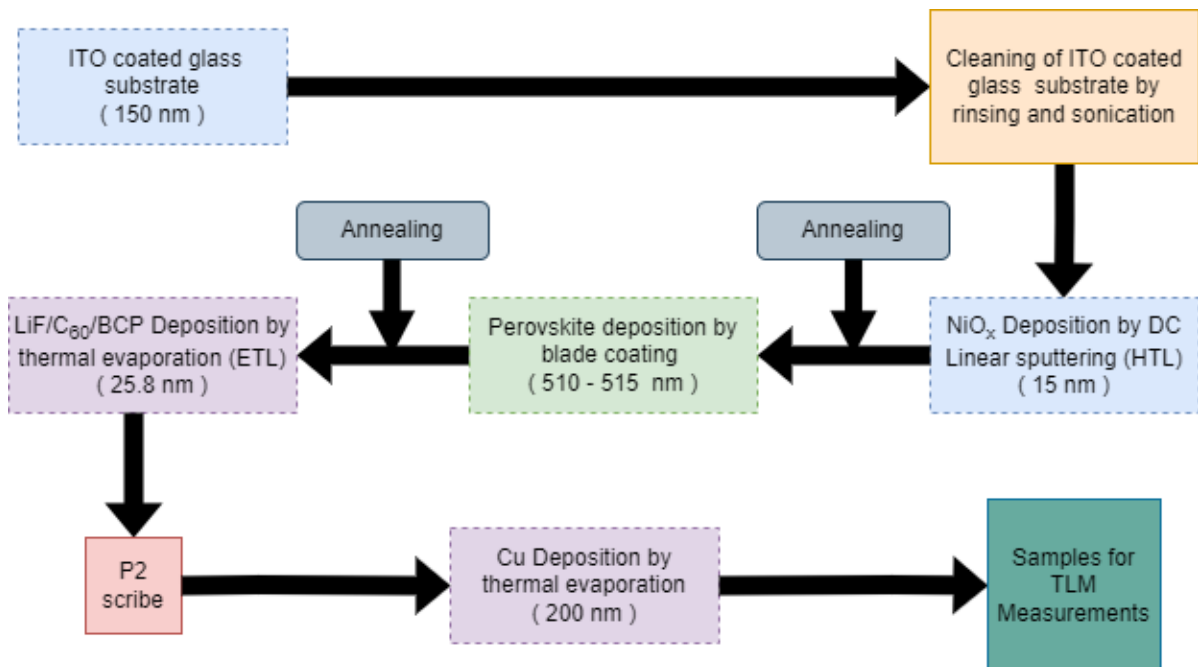 ITO coated glass
substrate
( 150 nm )
Cleaning of ITO coated
glass substrate by
rinsing and sonication
Annealing
Annealing
LiF/C₆₀/BCP Deposition by
thermal evaporation (ETL)
( 25.8 nm )
Perovskite deposition by
blade coating
( 510 - 515 nm )
NiOₓ Deposition by DC
Linear sputtering (HTL)
( 15 nm )
P2
scribe
Cu Deposition by
thermal evaporation
( 200 nm )
Samples for
TLM
Measurements